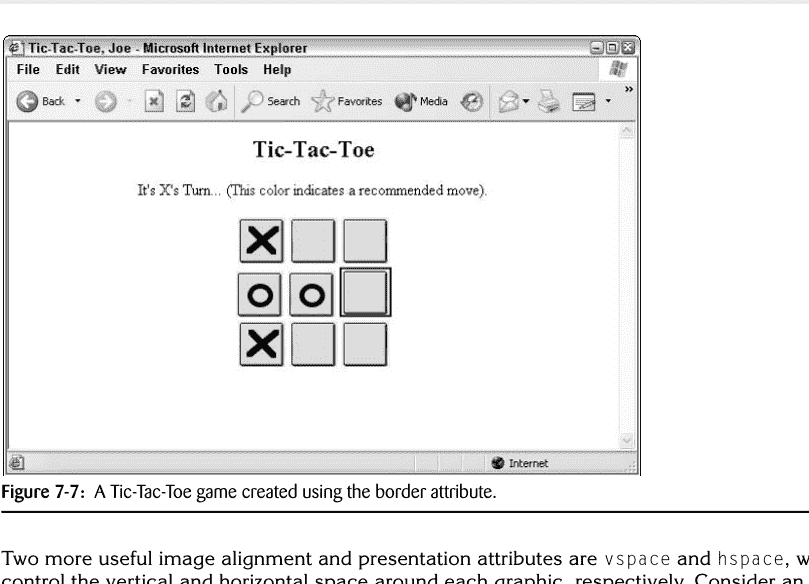 Tic-Tac-Toe, Joe - Microsoft Internet Explorer
File Edit View Favorites Tools Help
Back Search Favorites Media »
Tic-Tac-Toe
It's X's Turn... (This color indicates a recommended move).
X
O O
X
Internet
Figure 7-7: A Tic-Tac-Toe game created using the border attribute.
Two more useful image alignment and presentation attributes are vspace and hspace, w
control the vertical and horizontal space around each graphic, respectively. Consider an